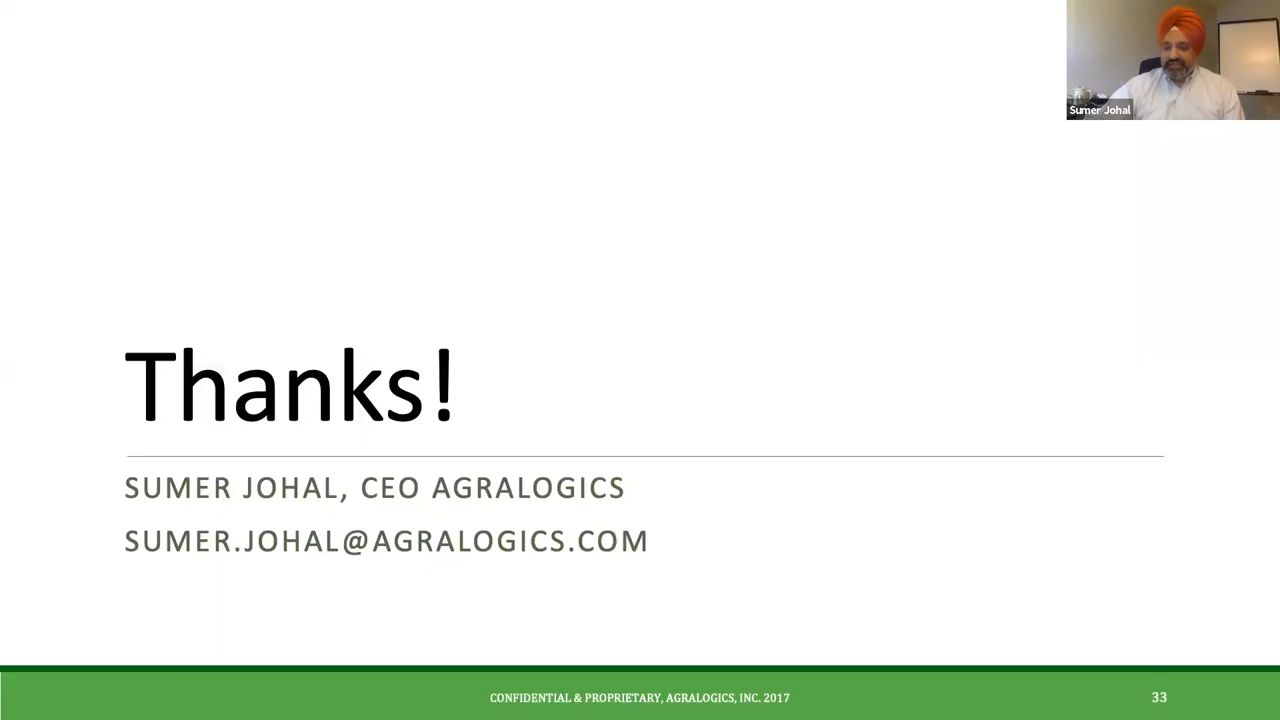 Sumer Johal
Thanks!
SUMER JOHAL, CEO AGRALOGICS
SUMER.JOHAL@AGRALOGICS.COM
CONFIDENTIAL & PROPRIETARY, AGRALOGICS, INC. 2017
33